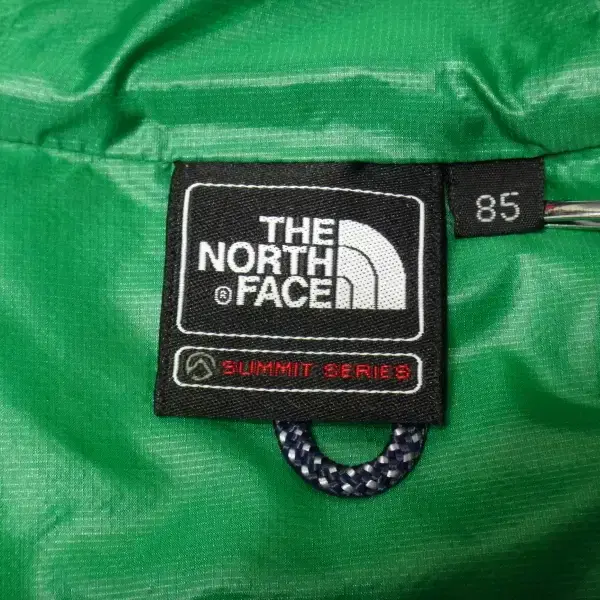 THE
NORTH
® FACE
SUMMIT SERIES
85